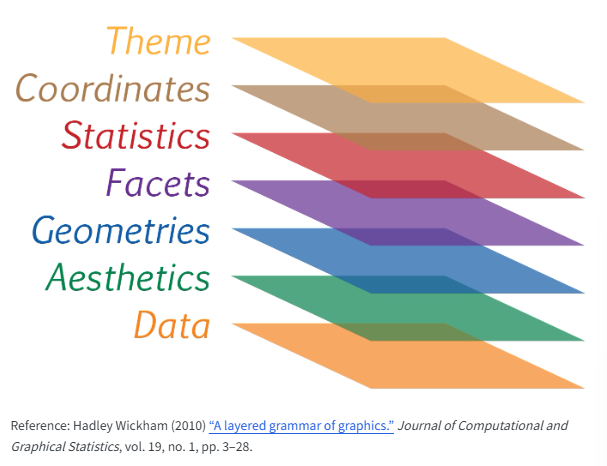 Theme
Coordinates
Statistics
Facets
Geometries
Aesthetics
Data
Reference: Hadley Wickham (2010) “A layered grammar of graphics.” Journal of Computational and
Graphical Statistics, vol. 19, no. 1, pp. 3–28.